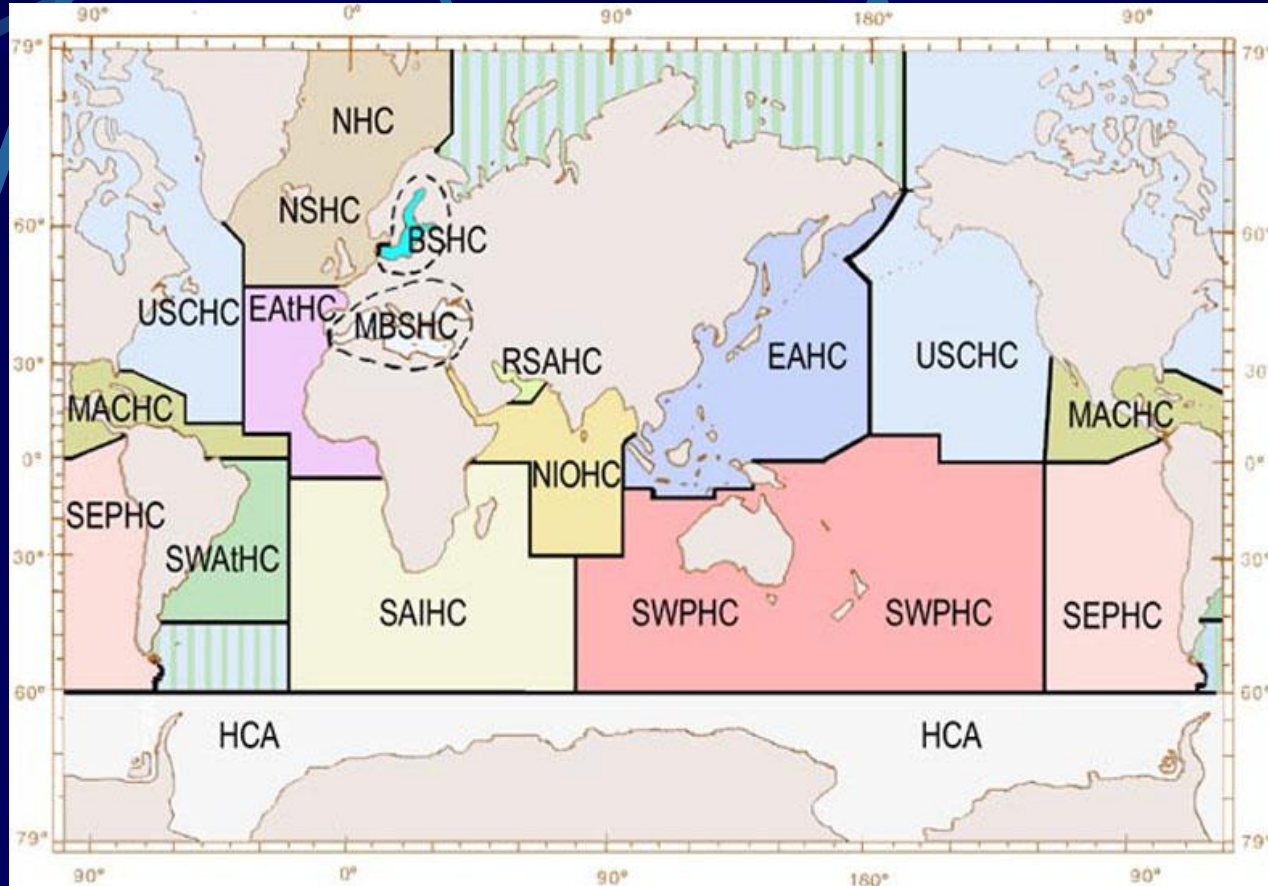 90° 0° 90° 180° 90°
79° 79°
NHC
NSHC
60° 60°
BSHC
USCHC EAtHC
MBSHC
RSAHC EAHC USCHC
30° 30°
MACHC MACHC
0° 0°
NIOHC
SEPHC
SWAtHC
30° 30°
SAIHC SWPHC SWPHC SEPHC
60° 60°
HCA HCA
79° 79°
90° 0° 90° 180° 90°